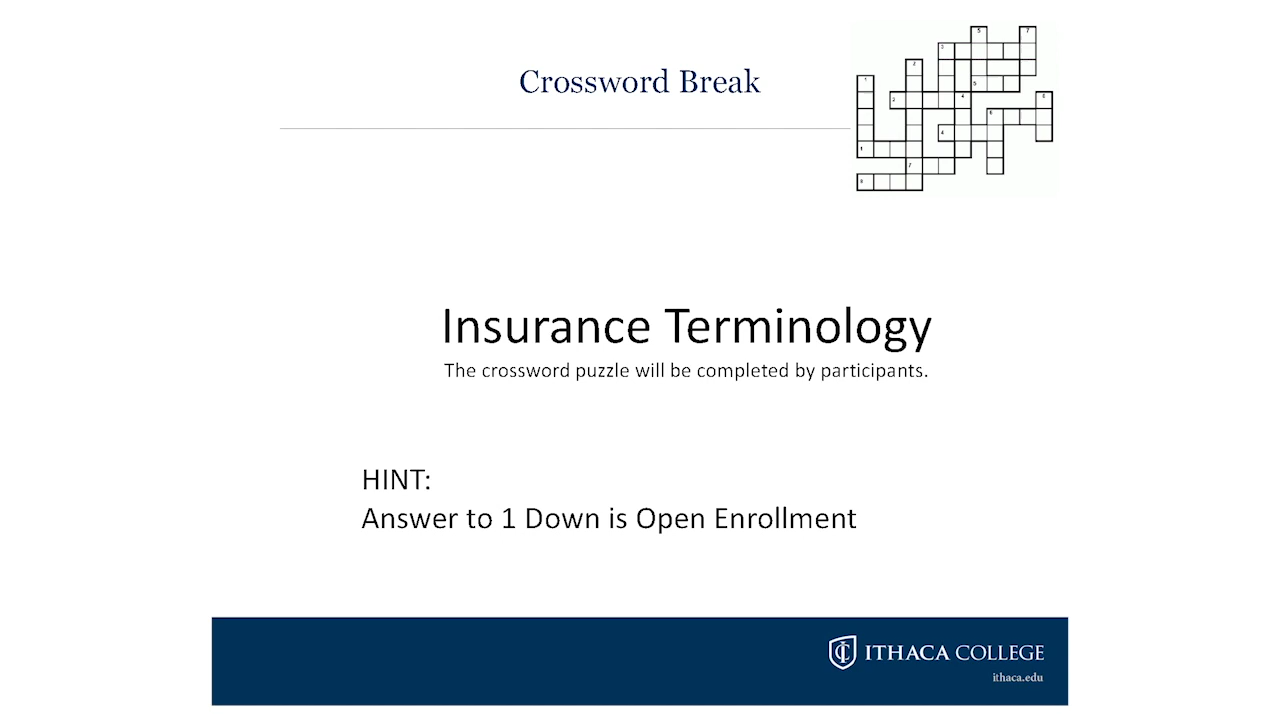 Crossword Break
Insurance Terminology
The crossword puzzle will be completed by participants.
HINT:
Answer to 1 Down is Open Enrollment
ITHACA COLLEGE
ithaca.edu